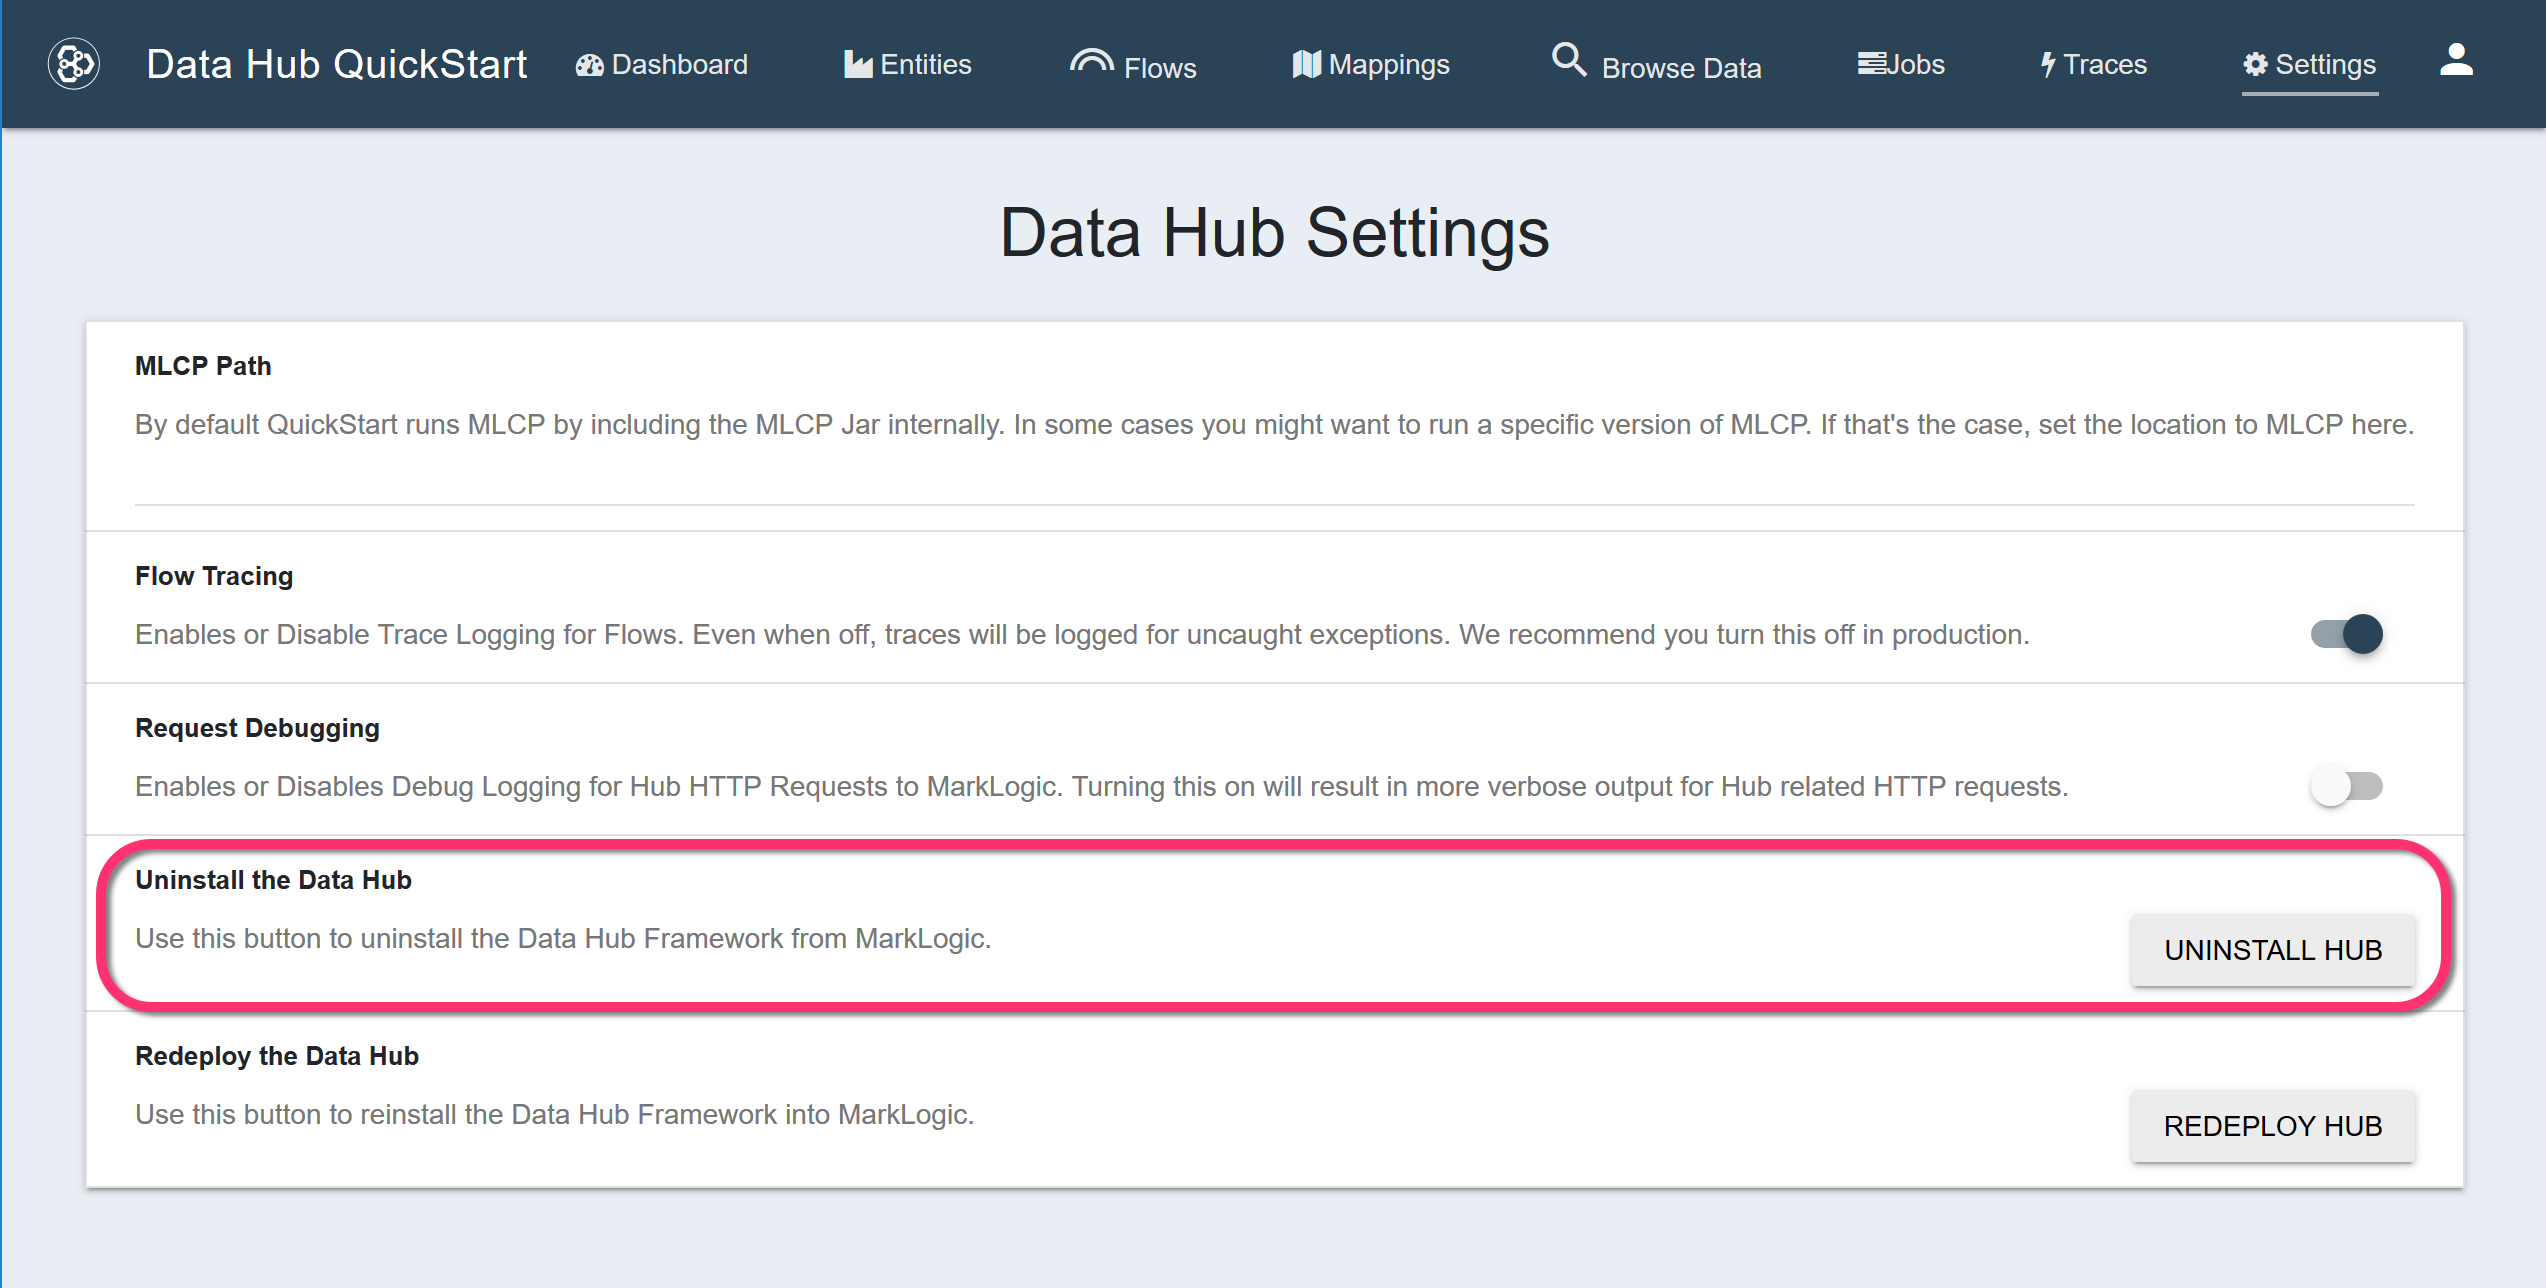 Data Hub QuickStart Dashboard Entities Flows Mappings Browse Data Jobs Traces Settings
Data Hub Settings
MLCP Path
By default QuickStart runs MLCP by including the MLCP Jar internally. In some cases you might want to run a specific version of MLCP. If that's the case, set the location to MLCP here.
Flow Tracing
Enables or Disable Trace Logging for Flows. Even when off, traces will be logged for uncaught exceptions. We recommend you turn this off in production.
Request Debugging
Enables or Disables Debug Logging for Hub HTTP Requests to MarkLogic. Turning this on will result in more verbose output for Hub related HTTP requests.
Uninstall the Data Hub
Use this button to uninstall the Data Hub Framework from MarkLogic.
UNINSTALL HUB
Redeploy the Data Hub
Use this button to reinstall the Data Hub Framework into MarkLogic.
REDEPLOY HUB